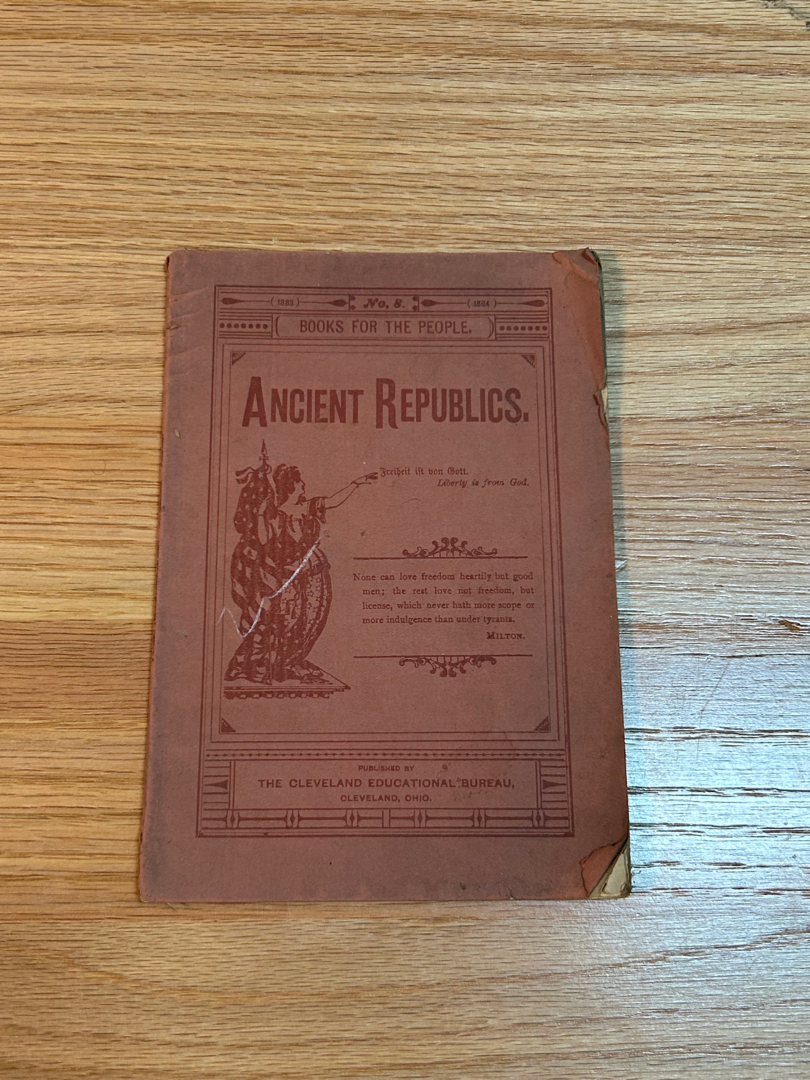 (1883) No. 8. (1884)
BOOKS FOR THE PEOPLE.
ANCIENT REPUBLICS.
Freiheit ist von Gott.
Liberty is from God.
None can love freedom heartily but good
men; the rest love not freedom, but
license, which never hath more scope or
more indulgence than under tyrants.
MILTON.
PUBLISHED BY
THE CLEVELAND EDUCATIONAL BUREAU,
CLEVELAND, OHIO.